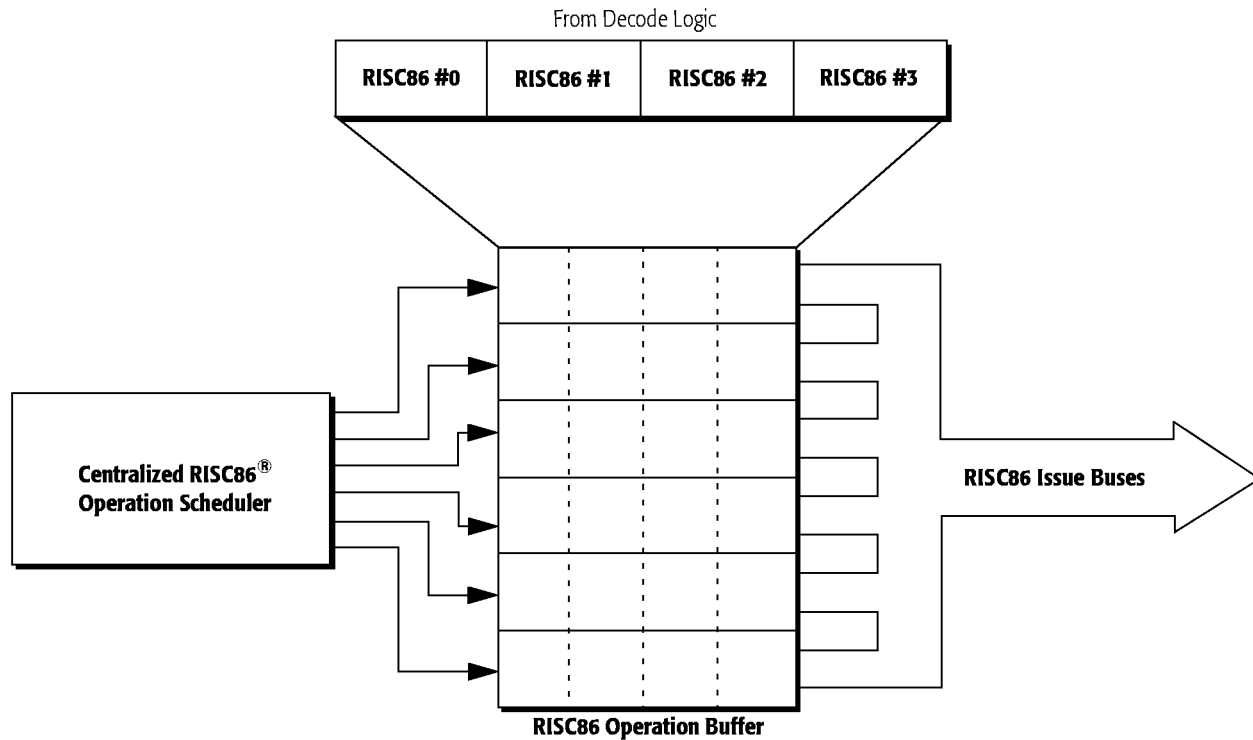 From Decode Logic
RISC86 #0 RISC86 #1 RISC86 #2 RISC86 #3
Centralized RISC86®
Operation Scheduler
RISC86 Issue Buses
RISC86 Operation Buffer